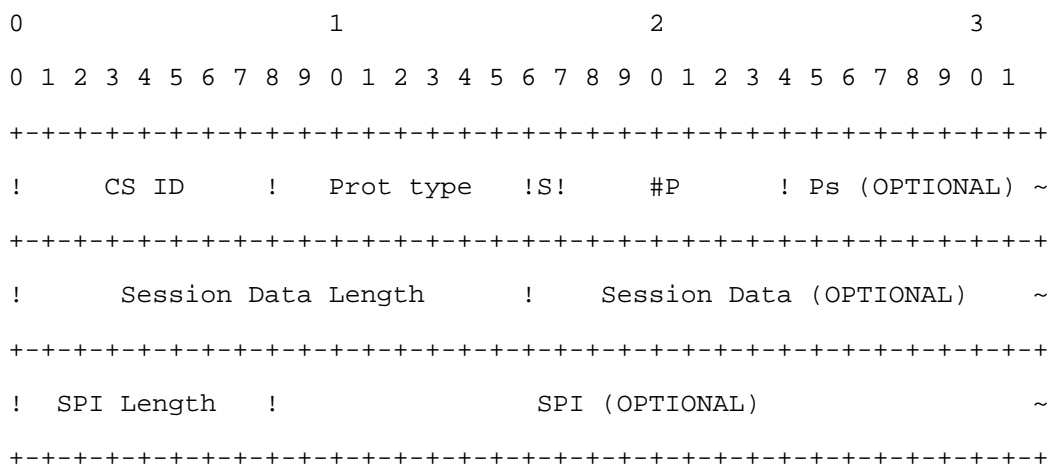 0                   1                   2                   3
0 1 2 3 4 5 6 7 8 9 0 1 2 3 4 5 6 7 8 9 0 1 2 3 4 5 6 7 8 9 0 1
+-+-+-+-+-+-+-+-+-+-+-+-+-+-+-+-+-+-+-+-+-+-+-+-+-+-+-+-+-+-+-+-+
!     CS ID     !   Prot type   !S!     #P      ! Ps (OPTIONAL) ~
+-+-+-+-+-+-+-+-+-+-+-+-+-+-+-+-+-+-+-+-+-+-+-+-+-+-+-+-+-+-+-+-+
!      Session Data Length      !    Session Data (OPTIONAL)    ~
+-+-+-+-+-+-+-+-+-+-+-+-+-+-+-+-+-+-+-+-+-+-+-+-+-+-+-+-+-+-+-+-+
!  SPI Length   !                SPI (OPTIONAL)                 ~
+-+-+-+-+-+-+-+-+-+-+-+-+-+-+-+-+-+-+-+-+-+-+-+-+-+-+-+-+-+-+-+-+